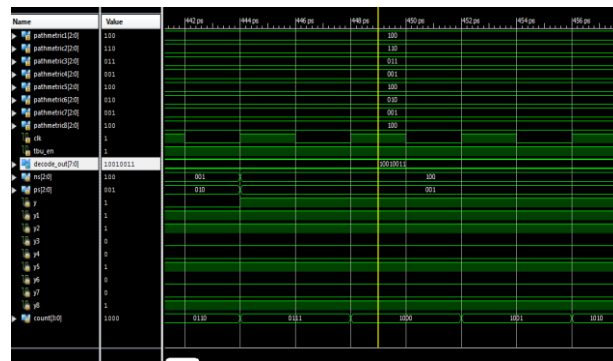 Name Value 442 ps 444 ps 446 ps 448 ps 450 ps 452 ps 454 ps 456 ps
pathmetric1[2:0] 100 100
pathmetric2[2:0] 110 110
pathmetric3[2:0] 011 011
pathmetric4[2:0] 001 001
pathmetric5[2:0] 100 100
pathmetric6[2:0] 010 010
pathmetric7[2:0] 001 001
pathmetric8[2:0] 100 100
clk 1
tbu_en 1
decode_out[7:0] 10010011 10010011
ns[2:0] 100 001 100
ps[2:0] 001 010 001
y 1
y1 1
y2 1
y3 0
y4 0
y5 1
y6 0
y7 0
y8 1
count[3:0] 1000 0110 0111 1000 1001 1010